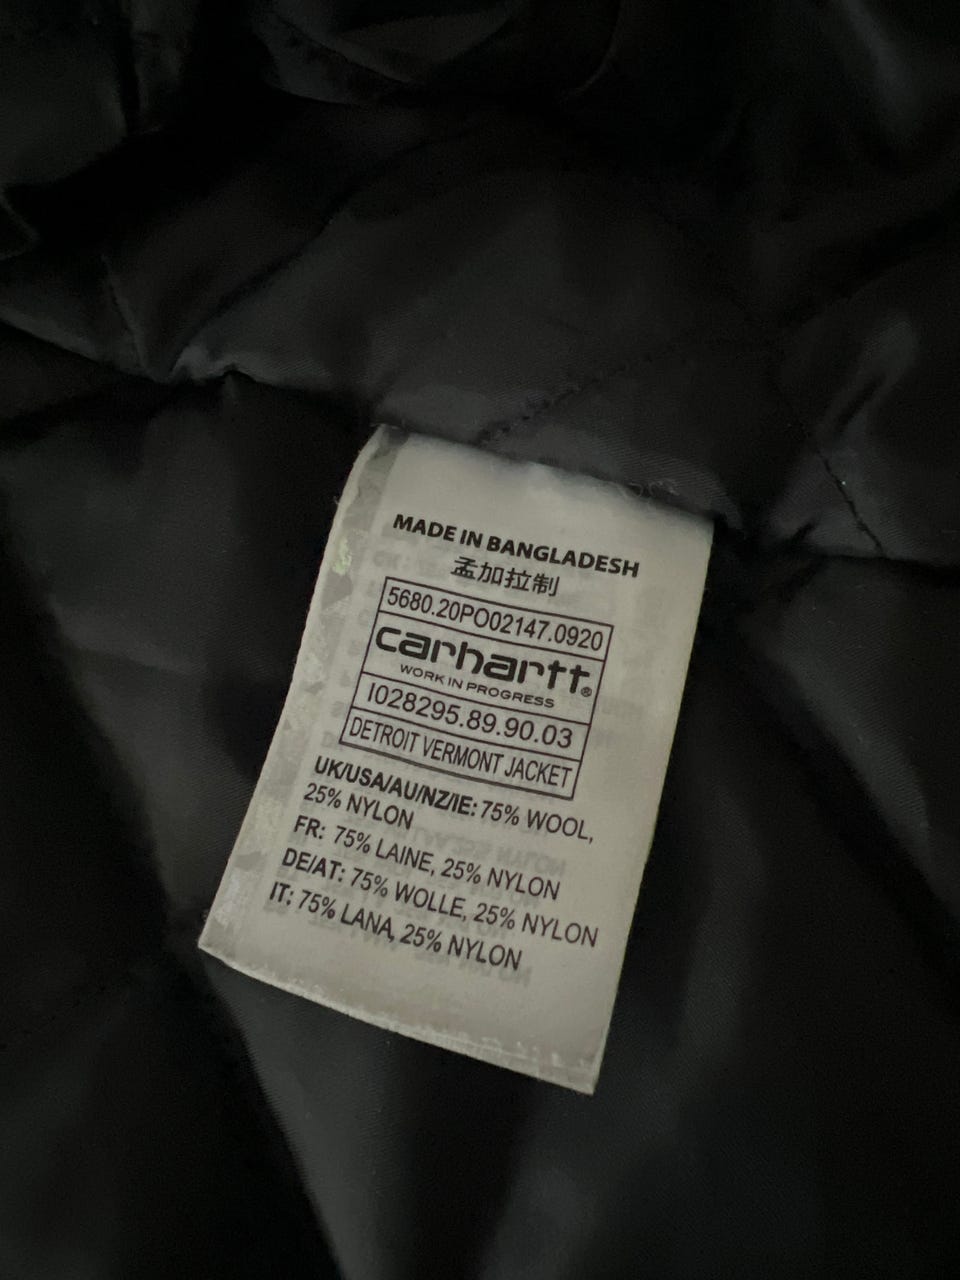 MADE IN BANGLADESH
孟加拉制
5680.20PO02147.0920
carhartt®
WORK IN PROGRESS
I028295.89.90.03
DETROIT VERMONT JACKET
UK/USA/AU/NZ/IE: 75% WOOL,
25% NYLON
FR: 75% LAINE, 25% NYLON
DE/AT: 75% WOLLE, 25% NYLON
IT: 75% LANA, 25% NYLON